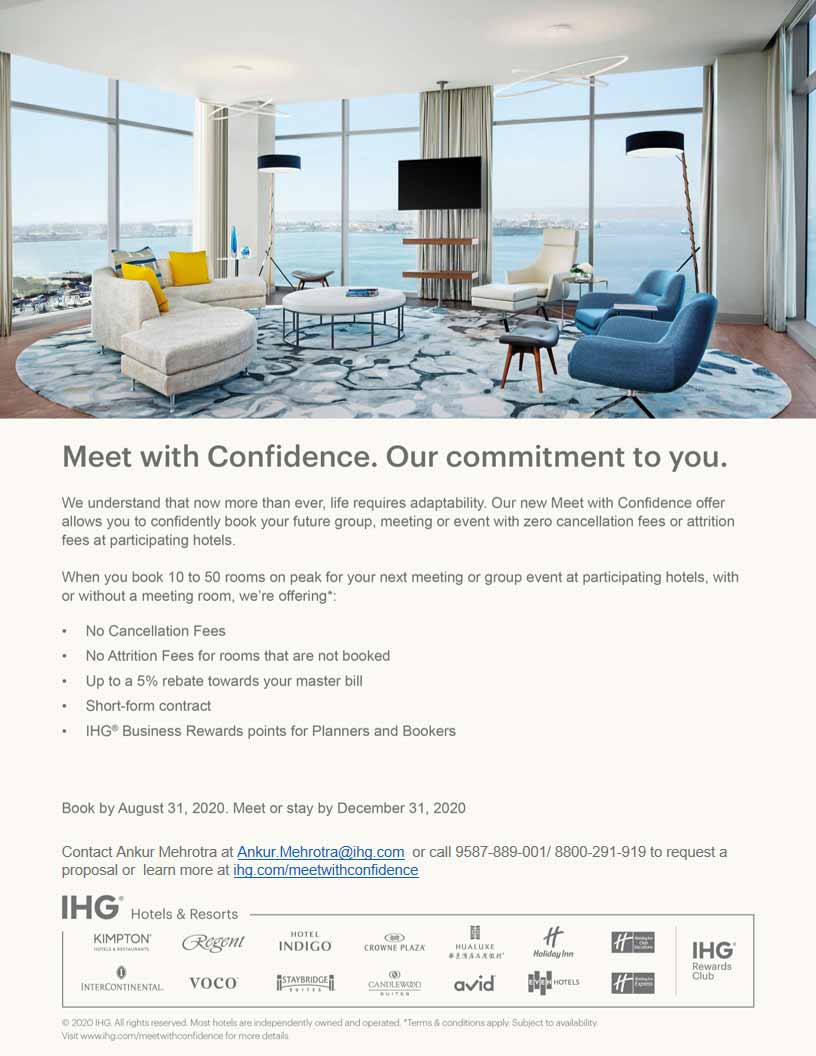 Meet with Confidence. Our commitment to you.
We understand that now more than ever, life requires adaptability. Our new Meet with Confidence offer
allows you to confidently book your future group, meeting or event with zero cancellation fees or attrition
fees at participating hotels.
When you book 10 to 50 rooms on peak for your next meeting or group event at participating hotels, with
or without a meeting room, we're offering*:
• No Cancellation Fees
• No Attrition Fees for rooms that are not booked
• Up to a 5% rebate towards your master bill
• Short-form contract
• IHG® Business Rewards points for Planners and Bookers
Book by August 31, 2020. Meet or stay by December 31, 2020
Contact Ankur Mehrotra at Ankur.Mehrotra@ihg.com or call 9587-889-001/ 8800-291-919 to request a
proposal or learn more at ihg.com/meetwithconfidence
IHG® Hotels & Resorts
KIMPTON®
HOTELS & RESTAURANTS
Regent
HOTEL
INDIGO®
CROWNE PLAZA®
HUALUXE
H
Holiday Inn
H Holiday Inn
Club
Vacations
INTERCONTINENTAL.
VOCO™
STAYBRIDGE
SUITES
CANDLEWOOD
SUITES
avid®
EVEN HOTELS
H Holiday Inn
Express
IHG®
Rewards
Club
© 2020 IHG. All rights reserved. Most hotels are independently owned and operated. *Terms & conditions apply. Subject to availability.
Visit www.ihg.com/meetwithconfidence for more details.